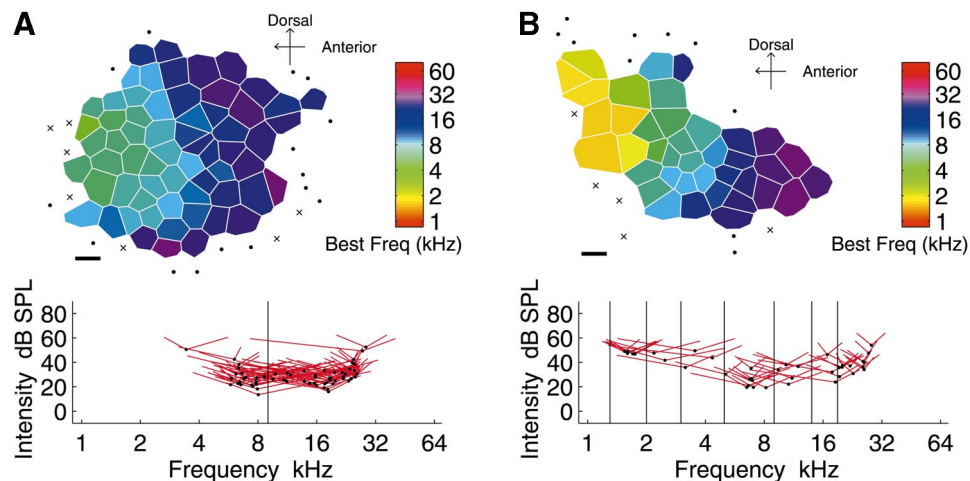 A
Dorsal
Anterior
60
32
16
8
4
2
1
Best Freq (kHz)
B
Dorsal
Anterior
60
32
16
8
4
2
1
Best Freq (kHz)
Intensity dB SPL
80
60
40
20
0
1 2 4 8 16 32 64
Frequency kHz
Intensity dB SPL
80
60
40
20
0
1 2 4 8 16 32 64
Frequency kHz